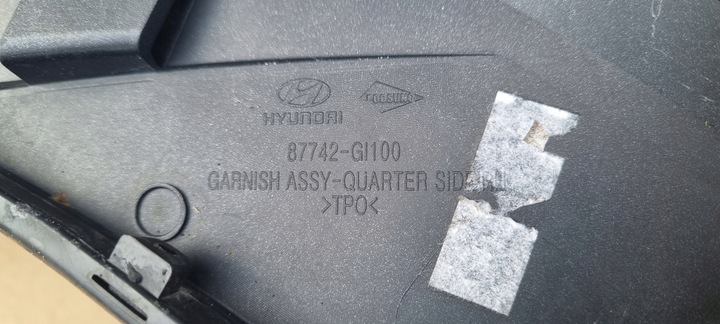 HYUNDAI
87742-GI100
GARNISH ASSY-QUARTER SIDE
>TPO<